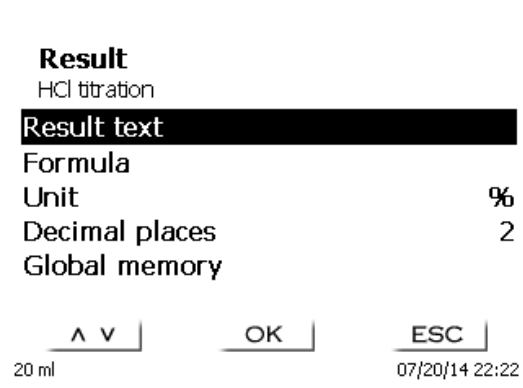 Result
HCl titration
Result text
Formula
Unit %
Decimal places 2
Global memory
∧ ∨ OK ESC
20 ml 07/20/14 22:22